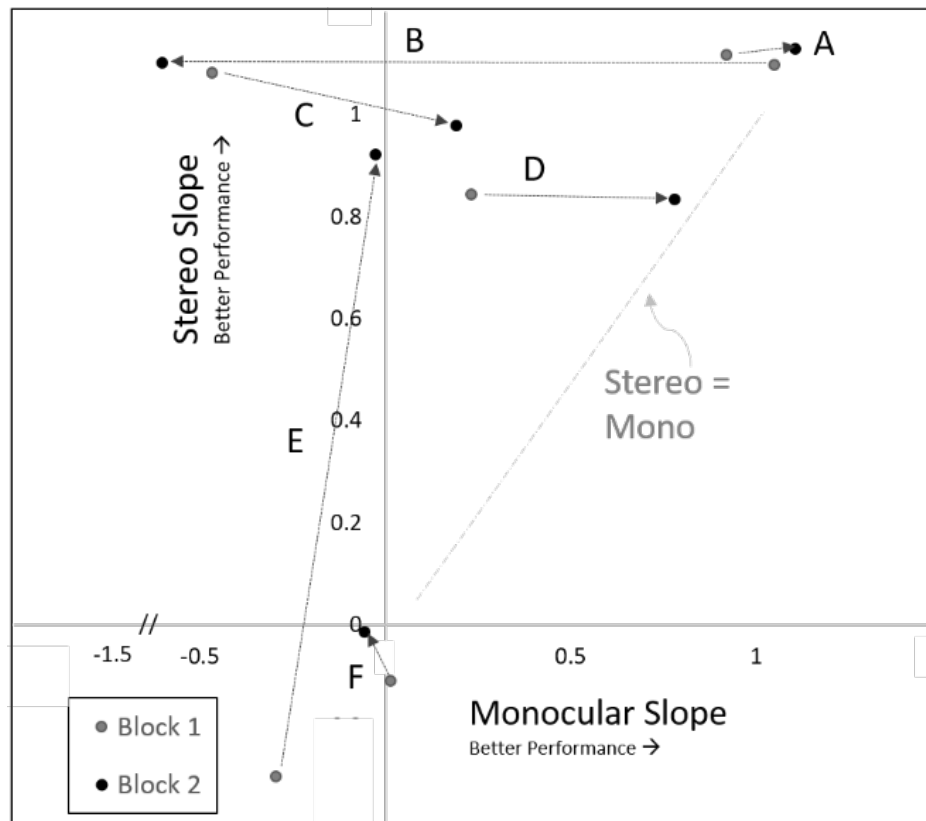 B
A
C
1
D
0.8
Stereo Slope
Better Performance →
0.6
Stereo =
Mono
0.4
E
0.2
0
//
-1.5
-0.5
0.5
1
F
Monocular Slope
Better Performance →
Block 1
Block 2